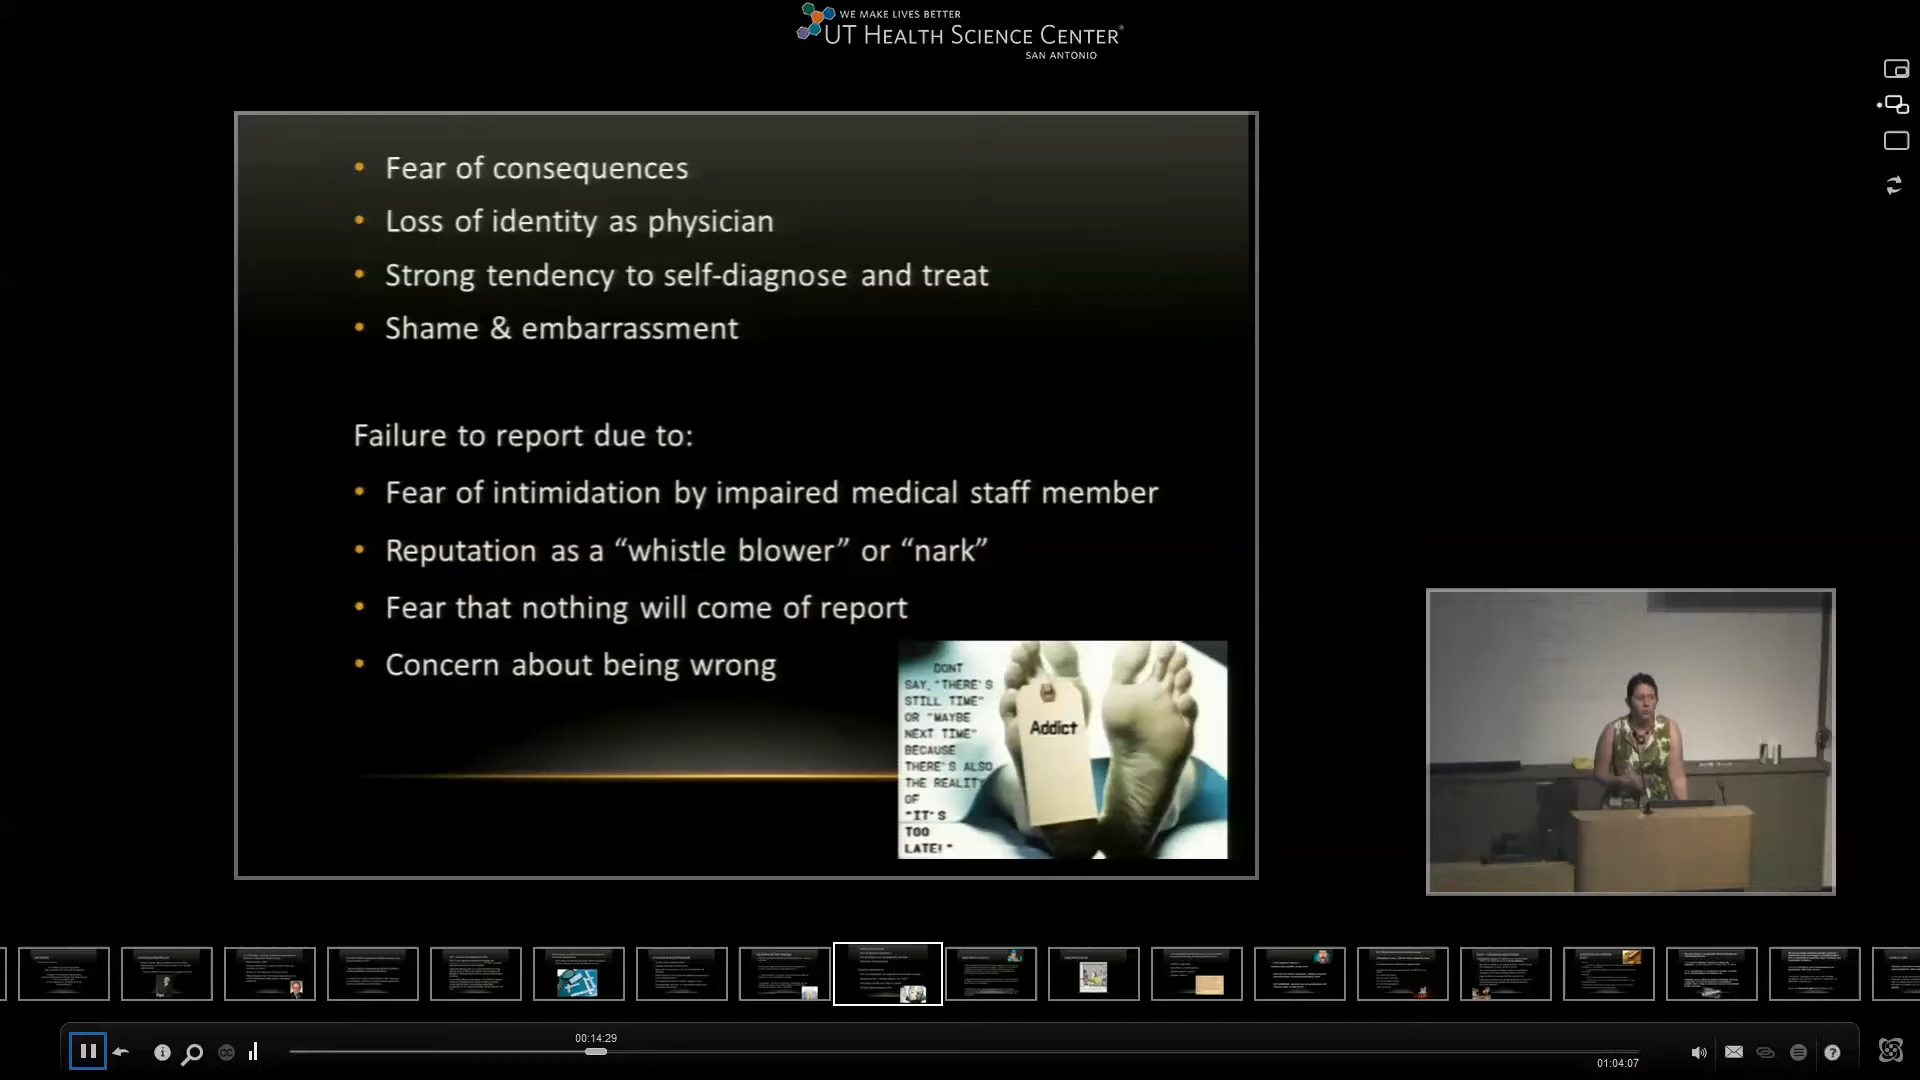 WE MAKE LIVES BETTER
UT HEALTH SCIENCE CENTER®
SAN ANTONIO
• Fear of consequences
• Loss of identity as physician
• Strong tendency to self-diagnose and treat
• Shame & embarrassment
Failure to report due to:
• Fear of intimidation by impaired medical staff member
• Reputation as a “whistle blower” or “nark”
• Fear that nothing will come of report
• Concern about being wrong
DONT
SAY, "THERE'S
STILL TIME"
OR "MAYBE
NEXT TIME"
BECAUSE
THERE'S ALSO
THE REALITY
OF
"IT'S
TOO
LATE!"
Addict
00:14:29
01:04:07